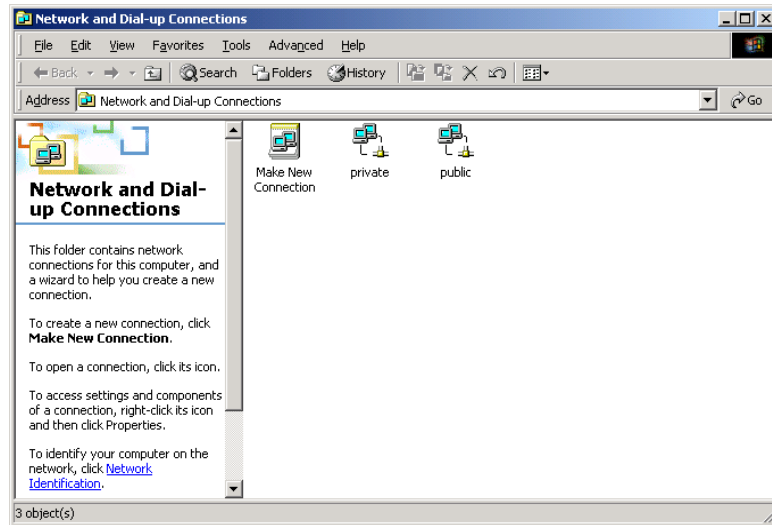 Network and Dial-up Connections
File Edit View Favorites Tools Advanced Help
Back Search Folders History
Address Network and Dial-up Connections Go
Make New
Connection
private
public
Network and Dial-
up Connections
This folder contains network
connections for this computer, and
a wizard to help you create a new
connection.
To create a new connection, click
Make New Connection.
To open a connection, click its icon.
To access settings and components
of a connection, right-click its icon
and then click Properties.
To identify your computer on the
network, click Network
Identification.
3 object(s)